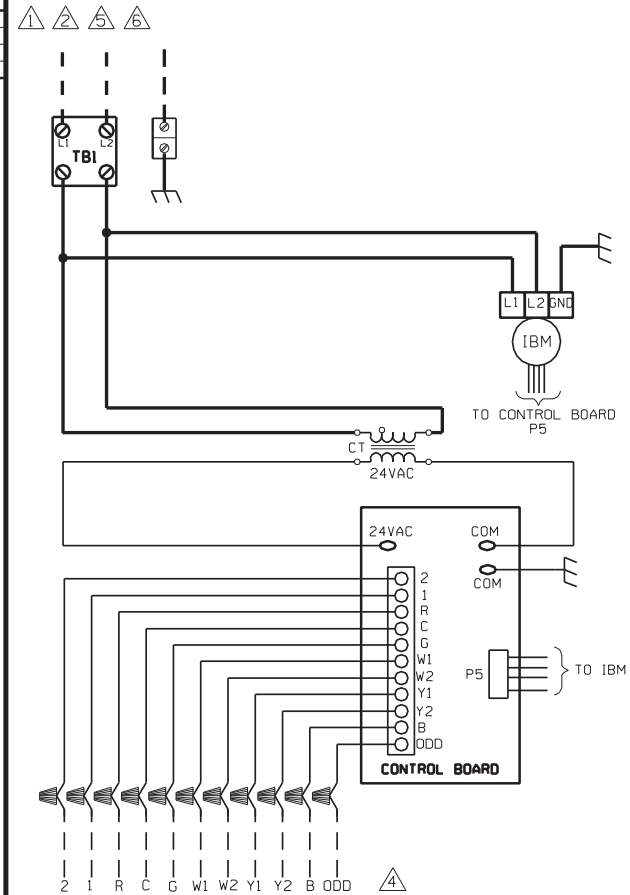 1 2 5 6
L1 L2
TB1
L1 L2 GND
IBM
TO CONTROL BOARD
P5
CT
24VAC
24VAC COM
COM
2
1
R
C
G
W1
W2
Y1
Y2
B
ODD
P5
TO IBM
CONTROL BOARD
2 1 R C G W1 W2 Y1 Y2 B ODD
4